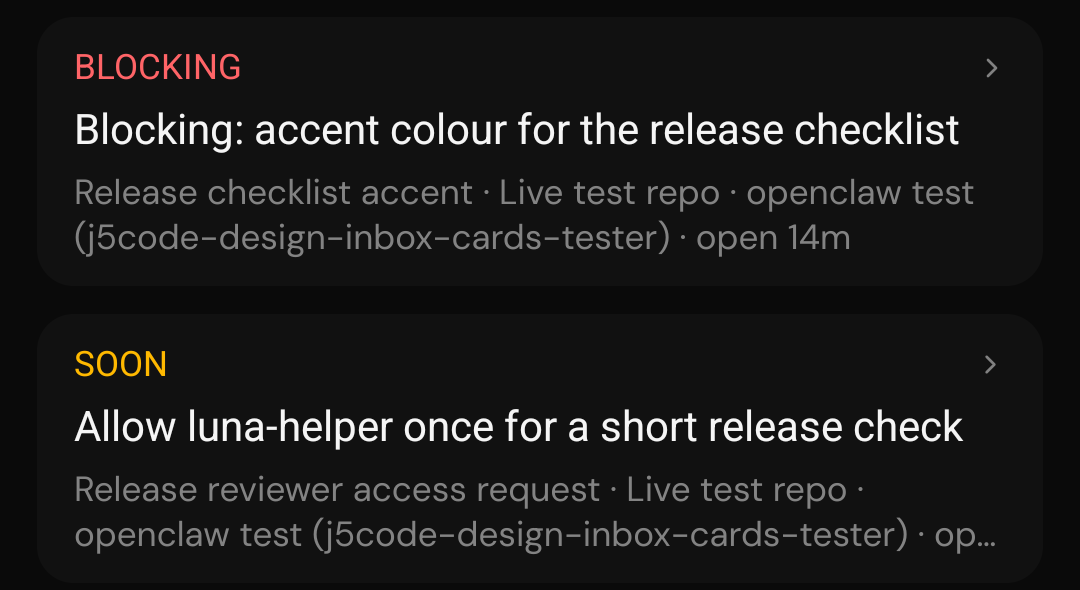 BLOCKING
Blocking: accent colour for the release checklist
Release checklist accent · Live test repo · openclaw test
(j5code-design-inbox-cards-tester) · open 14m
SOON
Allow luna-helper once for a short release check
Release reviewer access request · Live test repo ·
openclaw test (j5code-design-inbox-cards-tester) · op…